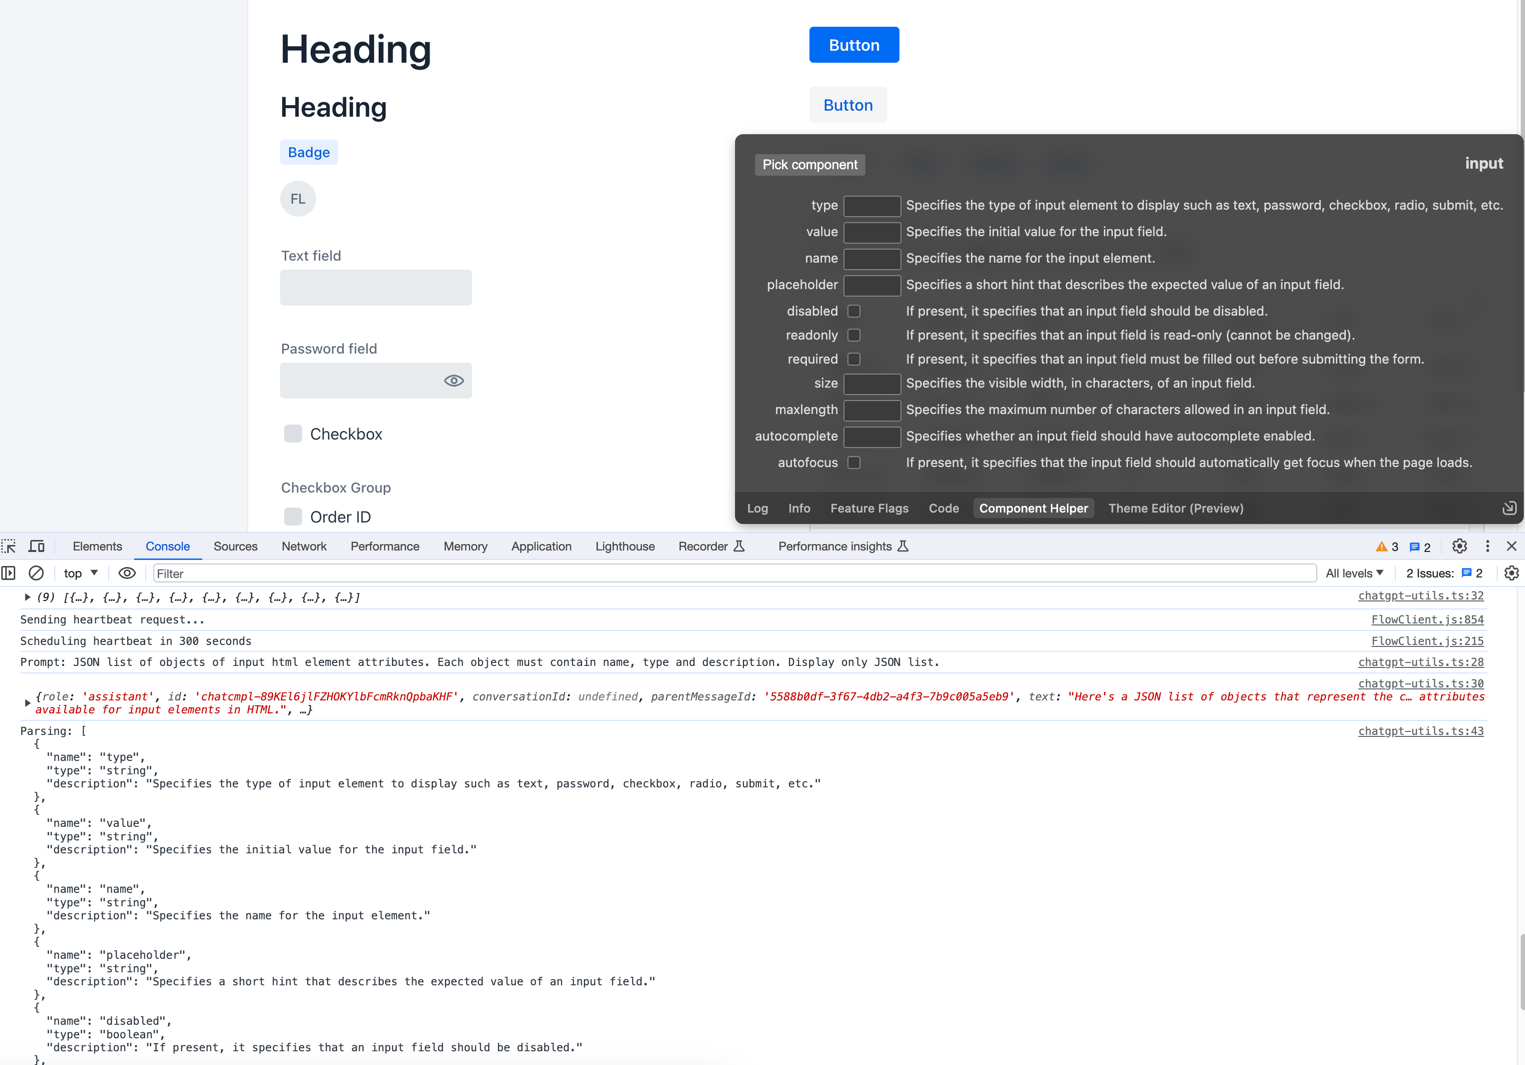 Heading
Heading
Badge
FL
Text field
Password field
Checkbox
Checkbox Group
Order ID
Button
Button
Pick component
input
type Specifies the type of input element to display such as text, password, checkbox, radio, submit, etc.
value Specifies the initial value for the input field.
name Specifies the name for the input element.
placeholder Specifies a short hint that describes the expected value of an input field.
disabled If present, it specifies that an input field should be disabled.
readonly If present, it specifies that an input field is read-only (cannot be changed).
required If present, it specifies that an input field must be filled out before submitting the form.
size Specifies the visible width, in characters, of an input field.
maxlength Specifies the maximum number of characters allowed in an input field.
autocomplete Specifies whether an input field should have autocomplete enabled.
autofocus If present, it specifies that the input field should automatically get focus when the page loads.
Log Info Feature Flags Code Component Helper Theme Editor (Preview)
Elements Console Sources Network Performance Memory Application Lighthouse Recorder Performance insights 3 2
top Filter All levels 2 Issues: 2
(9) [{…}, {…}, {…}, {…}, {…}, {…}, {…}, {…}, {…}] chatgpt-utils.ts:32
Sending heartbeat request... FlowClient.js:854
Scheduling heartbeat in 300 seconds FlowClient.js:215
Prompt: JSON list of objects of input html element attributes. Each object must contain name, type and description. Display only JSON list. chatgpt-utils.ts:28
chatgpt-utils.ts:30
{role: 'assistant', id: 'chatcmpl-89KEl6jlFZHOKYlbFcmRknQpbaKHF', conversationId: undefined, parentMessageId: '5588b0df-3f67-4db2-a4f3-7b9c005a5eb9', text: "Here's a JSON list of objects that represent the c… attributes
available for input elements in HTML.", …}
Parsing: [ chatgpt-utils.ts:43
{
"name": "type",
"type": "string",
"description": "Specifies the type of input element to display such as text, password, checkbox, radio, submit, etc."
},
{
"name": "value",
"type": "string",
"description": "Specifies the initial value for the input field."
},
{
"name": "name",
"type": "string",
"description": "Specifies the name for the input element."
},
{
"name": "placeholder",
"type": "string",
"description": "Specifies a short hint that describes the expected value of an input field."
},
{
"name": "disabled",
"type": "boolean",
"description": "If present, it specifies that an input field should be disabled."
},